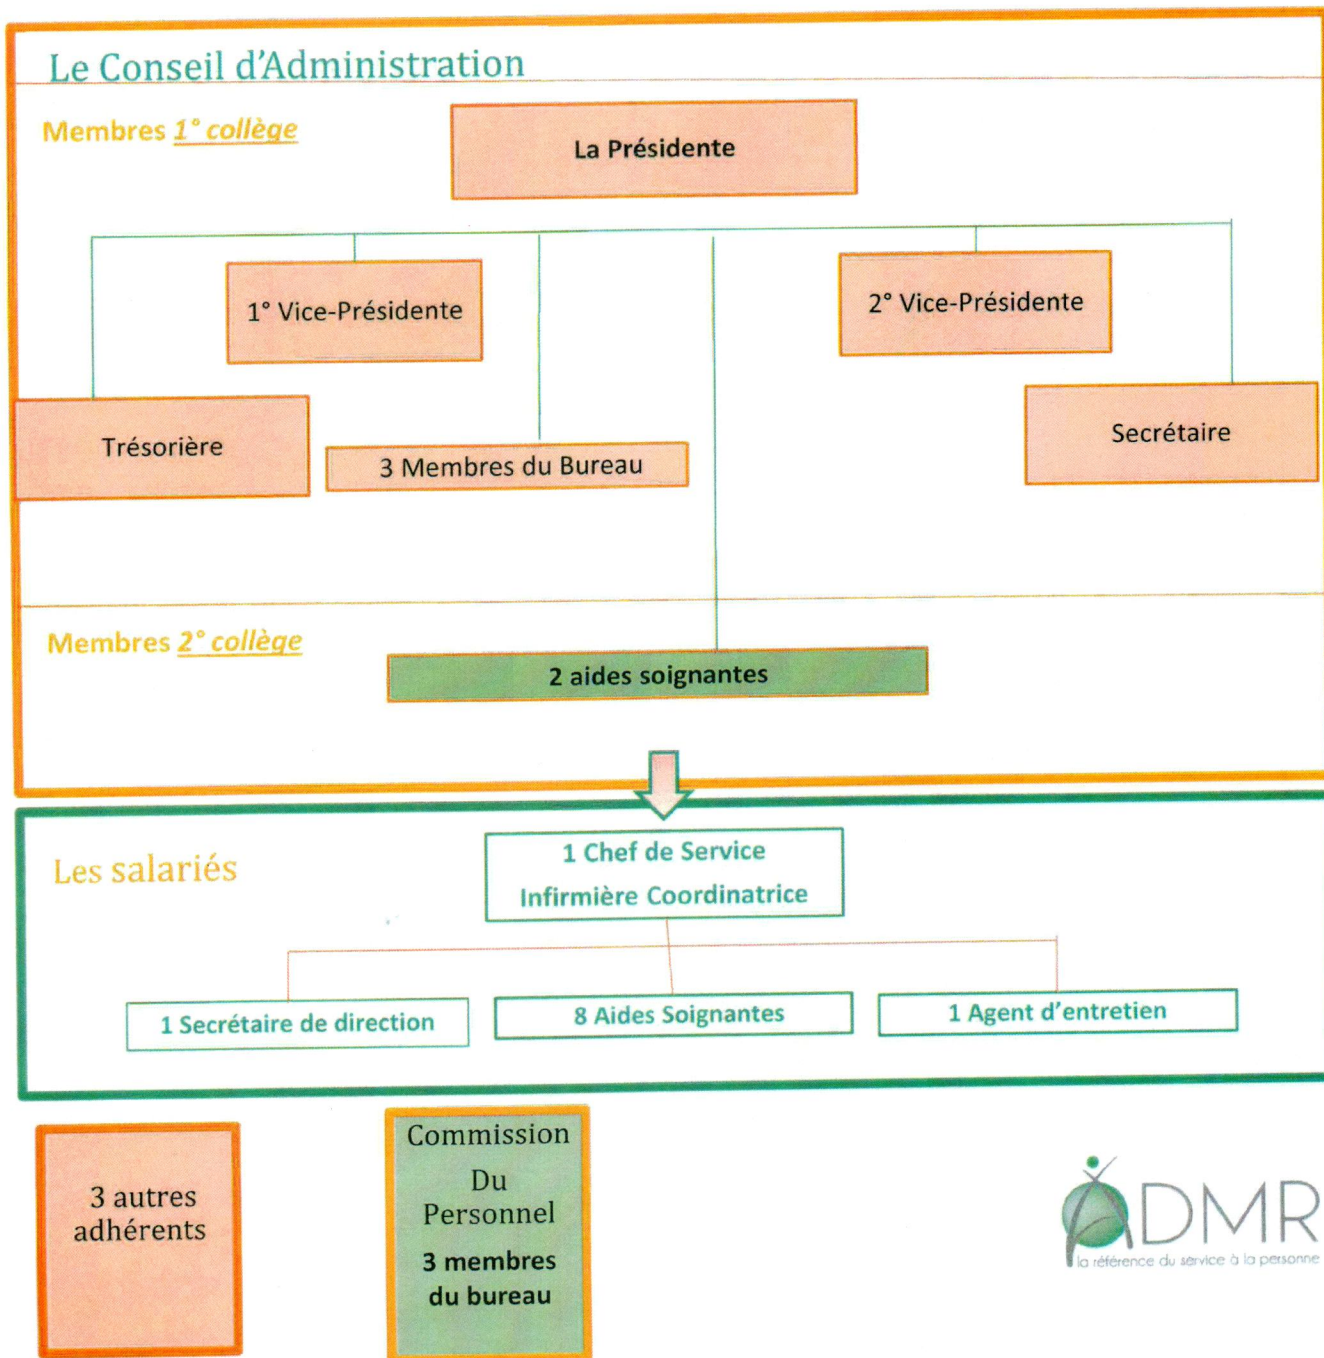 Le Conseil d'Administration
Membres 1° collège
La Présidente
1° Vice-Présidente
2° Vice-Présidente
Trésorière
3 Membres du Bureau
Secrétaire
Membres 2° collège
2 aides soignantes
Les salariés
1 Chef de Service
Infirmière Coordinatrice
1 Secrétaire de direction
8 Aides Soignantes
1 Agent d'entretien
3 autres
adhérents
Commission
Du
Personnel
3 membres
du bureau
ADMR
la référence du service à la personne